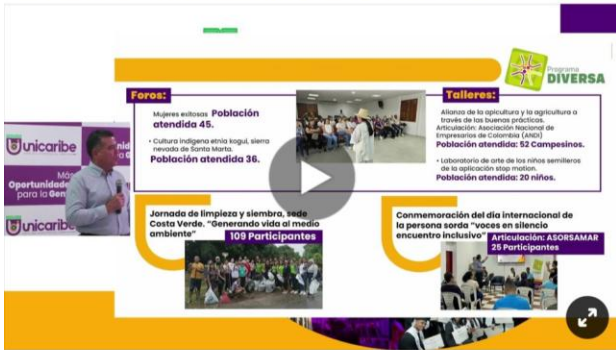 Programa
DIVERSA
Foros:
Mujeres exitosas Población
atendida 45.
• Cultura indígena etnia kogui, sierra
nevada de Santa Marta.
Población atendida 36.
Talleres:
Alianza de la apicultura y la agricultura a
través de las buenas prácticas.
Articulación: Asociación Nacional de
Empresarios de Colombia (ANDI)
Población atendida: 52 Campesinos.
• Laboratorio de arte de los niños semilleros
de la aplicación stop motion.
Población atendida: 20 niños.
Unicaribe
Más
Oportunidade
para la Gen
Unicaribe
Jornada de limpieza y siembra, sede
Costa Verde. "Generando vida al medio
ambiente"
109 Participantes
Conmemoración del día internacional de
la persona sorda "voces en silencio
encuentro inclusivo"
Articulación: ASORSAMAR
25 Participantes